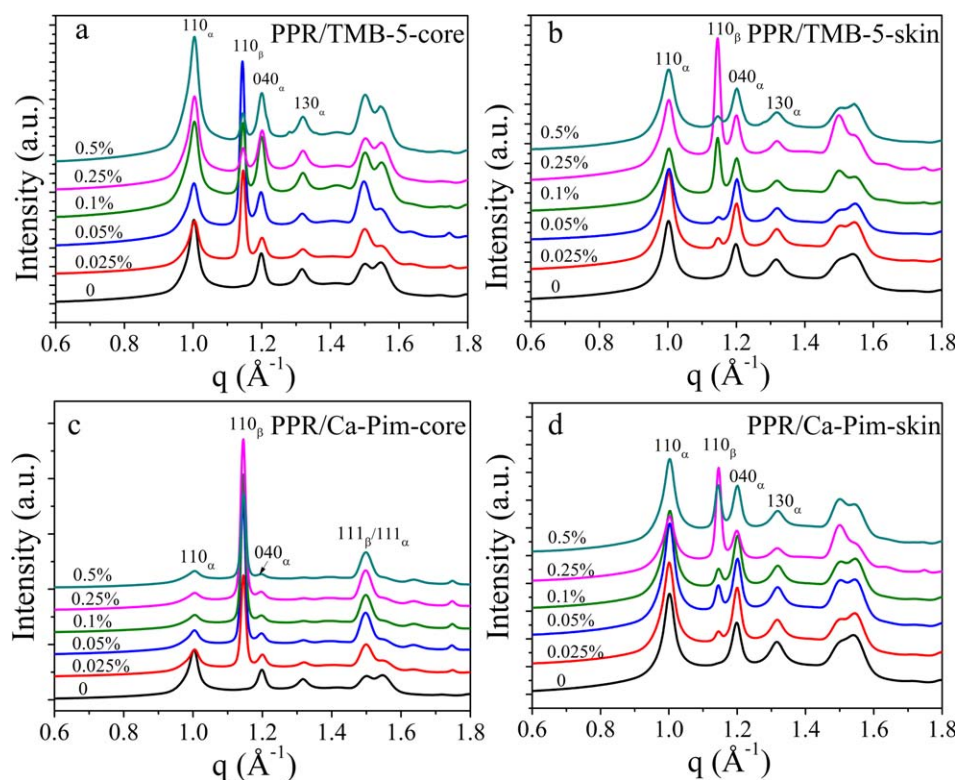 a
PPR/TMB-5-core
110α
110β
040α
130α
0.5%
0.25%
0.1%
0.05%
0.025%
0
Intensity (a.u.)
0.6 0.8 1.0 1.2 1.4 1.6 1.8
q (Å⁻¹)
b
PPR/TMB-5-skin
110α
110β
040α
130α
0.5%
0.25%
0.1%
0.05%
0.025%
0
Intensity (a.u.)
0.6 0.8 1.0 1.2 1.4 1.6 1.8
q (Å⁻¹)
c
PPR/Ca-Pim-core
110β
110α
040α
111β/111α
0.5%
0.25%
0.1%
0.05%
0.025%
0
Intensity (a.u.)
0.6 0.8 1.0 1.2 1.4 1.6 1.8
q (Å⁻¹)
d
PPR/Ca-Pim-skin
110α
110β
040α
130α
0.5%
0.25%
0.1%
0.05%
0.025%
0
Intensity (a.u.)
0.6 0.8 1.0 1.2 1.4 1.6 1.8
q (Å⁻¹)